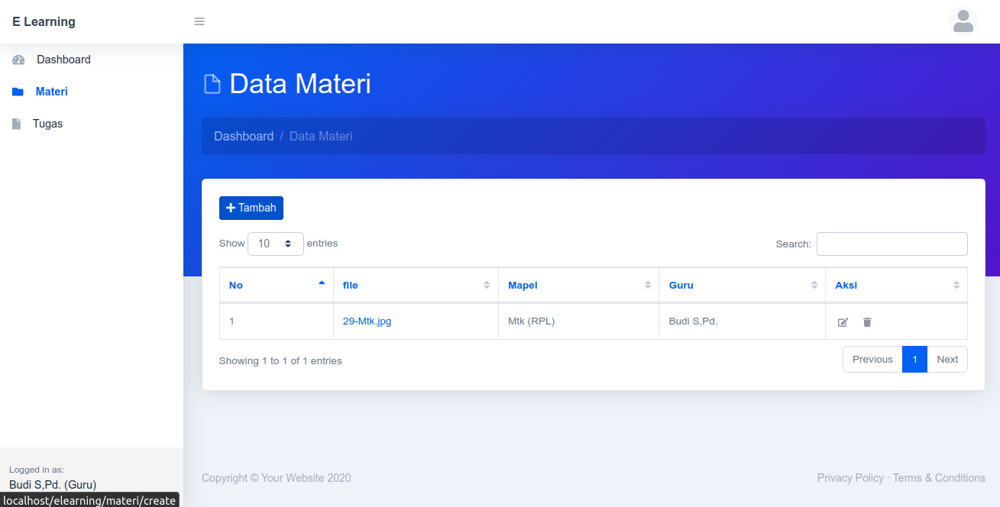 E Learning
Dashboard
Materi
Tugas
Data Materi
Dashboard / Data Materi
Tambah
Show 10 entries
Search:
No file Mapel Guru Aksi
1 29-Mtk.jpg Mtk (RPL) Budi S,Pd.
Showing 1 to 1 of 1 entries
Previous 1 Next
Copyright © Your Website 2020
Privacy Policy · Terms & Conditions
Logged in as:
Budi S,Pd. (Guru)
localhost/elearning/materi/create